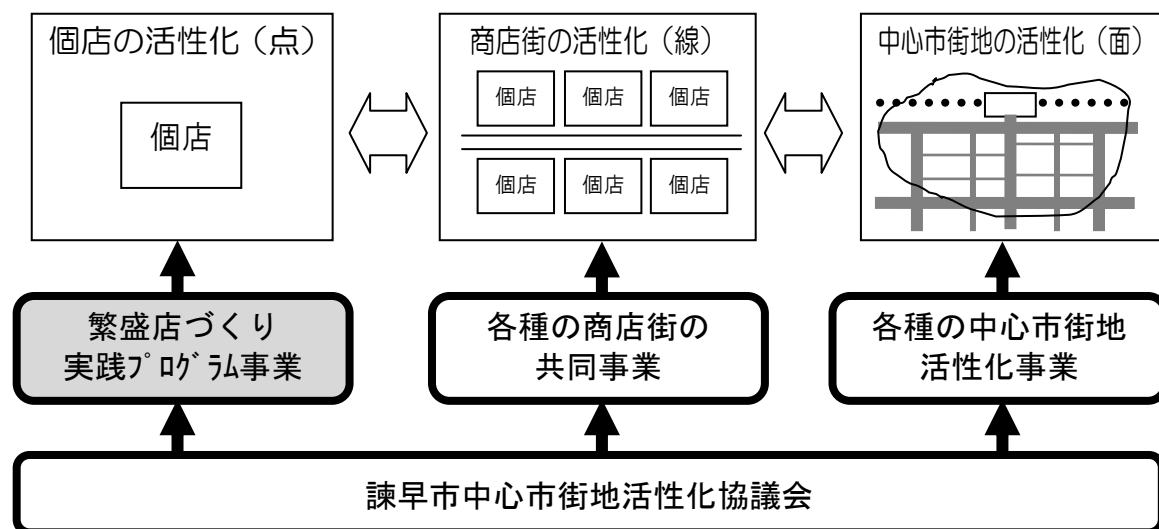 個店の活性化（点）
個店
商店街の活性化（線）
個店 個店 個店
個店 個店 個店
中心市街地の活性化（面）
繁盛店づくり
実践ﾌﾟﾛｸﾞﾗﾑ事業
各種の商店街の
共同事業
各種の中心市街地
活性化事業
諫早市中心市街地活性化協議会